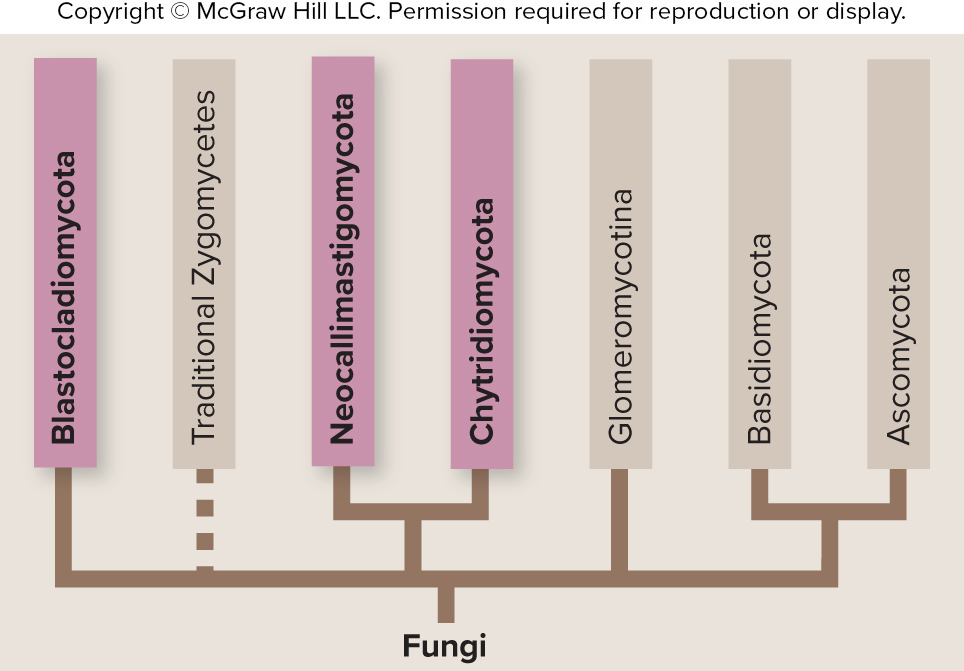 Copyright © McGraw Hill LLC. Permission required for reproduction or display.
Blastocladiomycota
Traditional Zygomycetes
Neocallimastigomycota
Chytridiomycota
Glomeromycotina
Basidiomycota
Ascomycota
Fungi